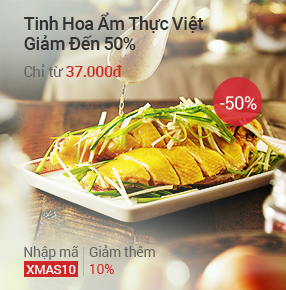 Tinh Hoa Ẩm Thực Việt
Giảm Đến 50%
Chỉ từ 37.000đ
-50%
Nhập mã Giảm thêm
XMAS10 10%